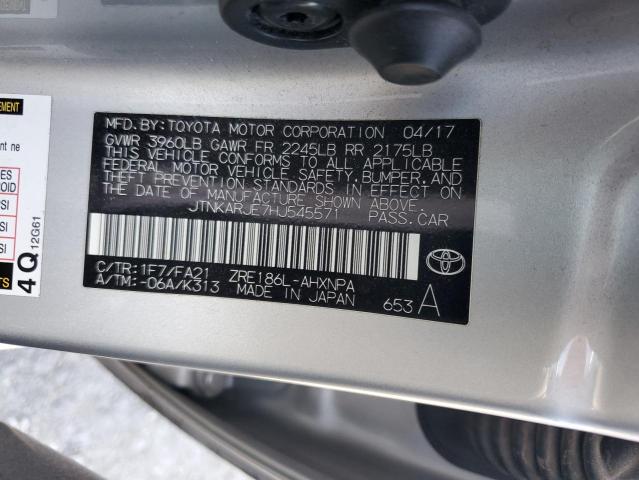 MFD. BY: TOYOTA MOTOR CORPORATION 04/17
GVWR 3960LB GAWR FR 2245LB RR 2175LB
THIS VEHICLE CONFORMS TO ALL APPLICABLE
FEDERAL MOTOR VEHICLE SAFETY, BUMPER, AND
THEFT PREVENTION STANDARDS IN EFFECT ON
THE DATE OF MANUFACTURE SHOWN ABOVE.
JTNKARJE7HJ545571 PASS.CAR
C/TR: 1F7/FA21 ZRE186L-AHXNPA
A/TM: -06A/K313 MADE IN JAPAN
653 A
4Q 12G61